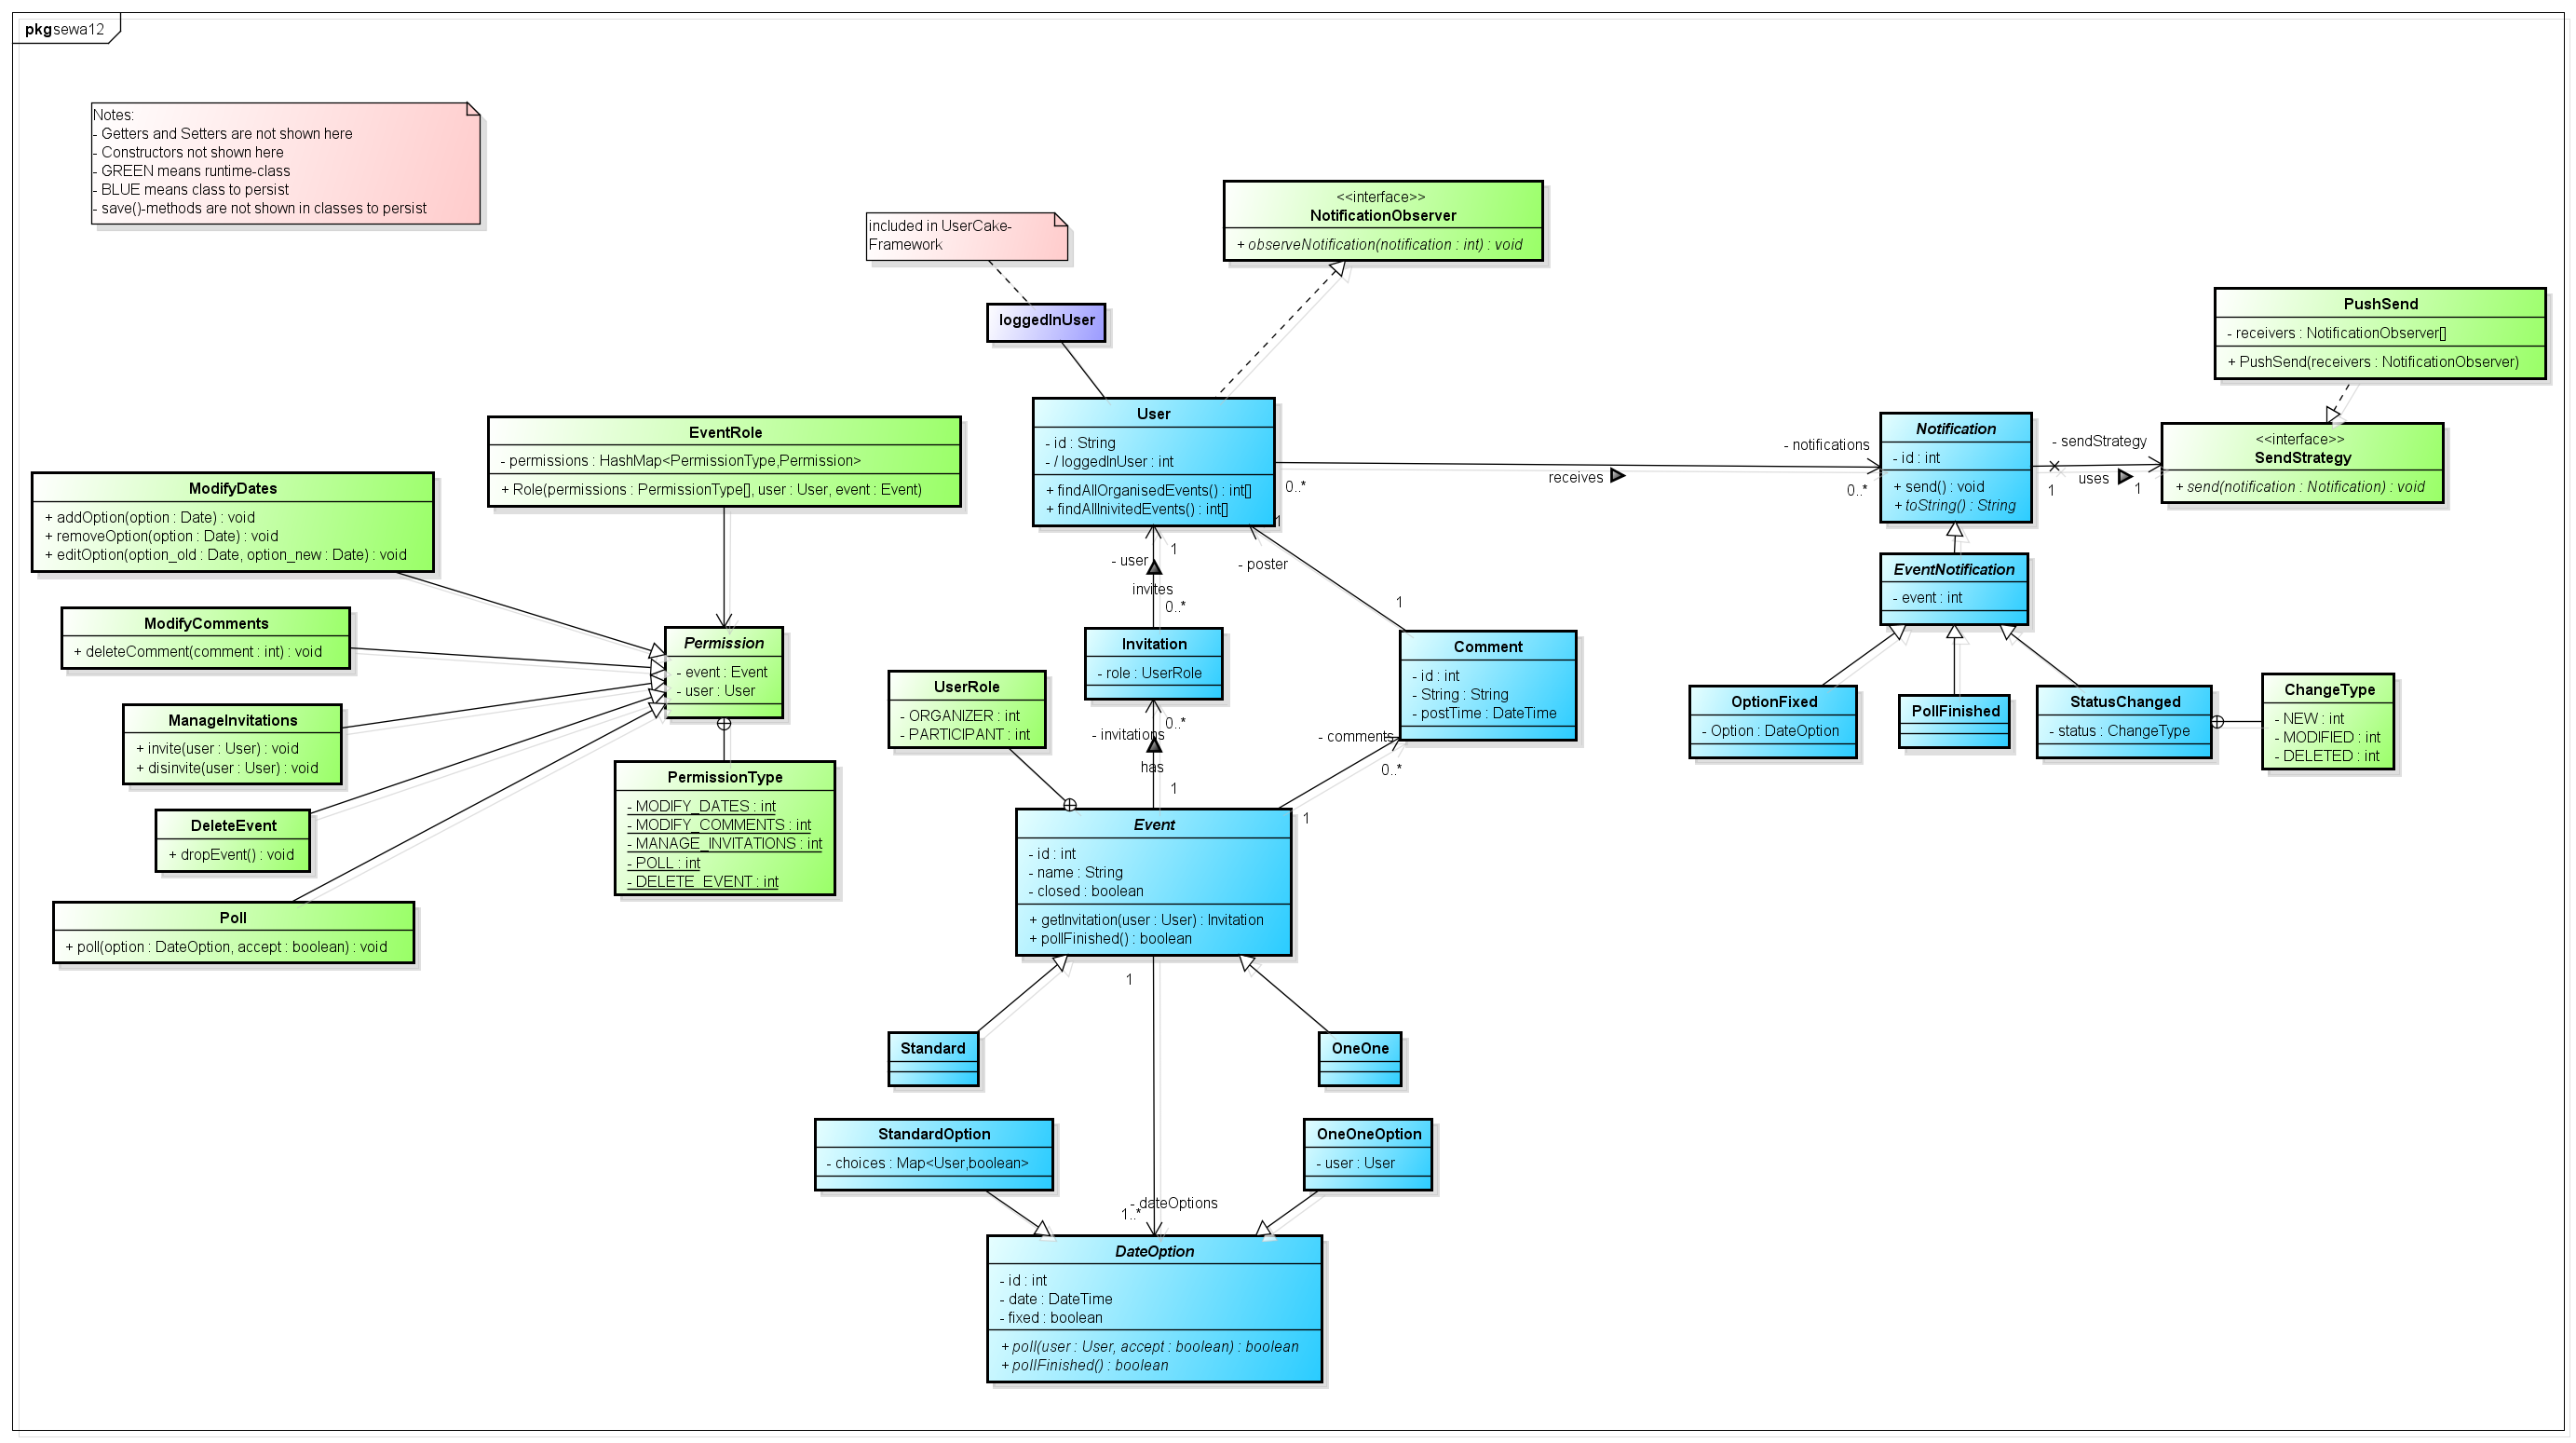 pkg sewa12
Notes:
- Getters and Setters are not shown here
- Constructors not shown here
- GREEN means runtime-class
- BLUE means class to persist
- save()-methods are not shown in classes to persist
included in UserCake-
Framework
<<interface>>
NotificationObserver
+ observeNotification(notification : int) : void
loggedInUser
PushSend
- receivers : NotificationObserver[]
+ PushSend(receivers : NotificationObserver)
User
- id : String
- / loggedInUser : int
+ findAllOrganisedEvents() : int[]
+ findAllInivitedEvents() : int[]
- notifications
receives
0..*
0..*
Notification
- id : int
+ send() : void
+ toString() : String
- sendStrategy
uses
1
1
<<interface>>
SendStrategy
+ send(notification : Notification) : void
EventRole
- permissions : HashMap<PermissionType,Permission>
+ Role(permissions : PermissionType[], user : User, event : Event)
ModifyDates
+ addOption(option : Date) : void
+ removeOption(option : Date) : void
+ editOption(option_old : Date, option_new : Date) : void
ModifyComments
+ deleteComment(comment : int) : void
ManageInvitations
+ invite(user : User) : void
+ disinvite(user : User) : void
DeleteEvent
+ dropEvent() : void
Poll
+ poll(option : DateOption, accept : boolean) : void
Permission
- event : Event
- user : User
PermissionType
- MODIFY_DATES : int
- MODIFY_COMMENTS : int
- MANAGE_INVITATIONS : int
- POLL : int
- DELETE_EVENT : int
- user
1
invites
0..*
1
- poster
1
Invitation
- role : UserRole
UserRole
- ORGANIZER : int
- PARTICIPANT : int
0..*
- invitations
has
1
Comment
- id : int
- String : String
- postTime : DateTime
- comments
0..*
1
EventNotification
- event : int
OptionFixed
- Option : DateOption
PollFinished
StatusChanged
- status : ChangeType
ChangeType
- NEW : int
- MODIFIED : int
- DELETED : int
Event
- id : int
- name : String
- closed : boolean
+ getInvitation(user : User) : Invitation
+ pollFinished() : boolean
1
Standard
OneOne
StandardOption
- choices : Map<User,boolean>
OneOneOption
- user : User
- dateOptions
1..*
DateOption
- id : int
- date : DateTime
- fixed : boolean
+ poll(user : User, accept : boolean) : boolean
+ pollFinished() : boolean